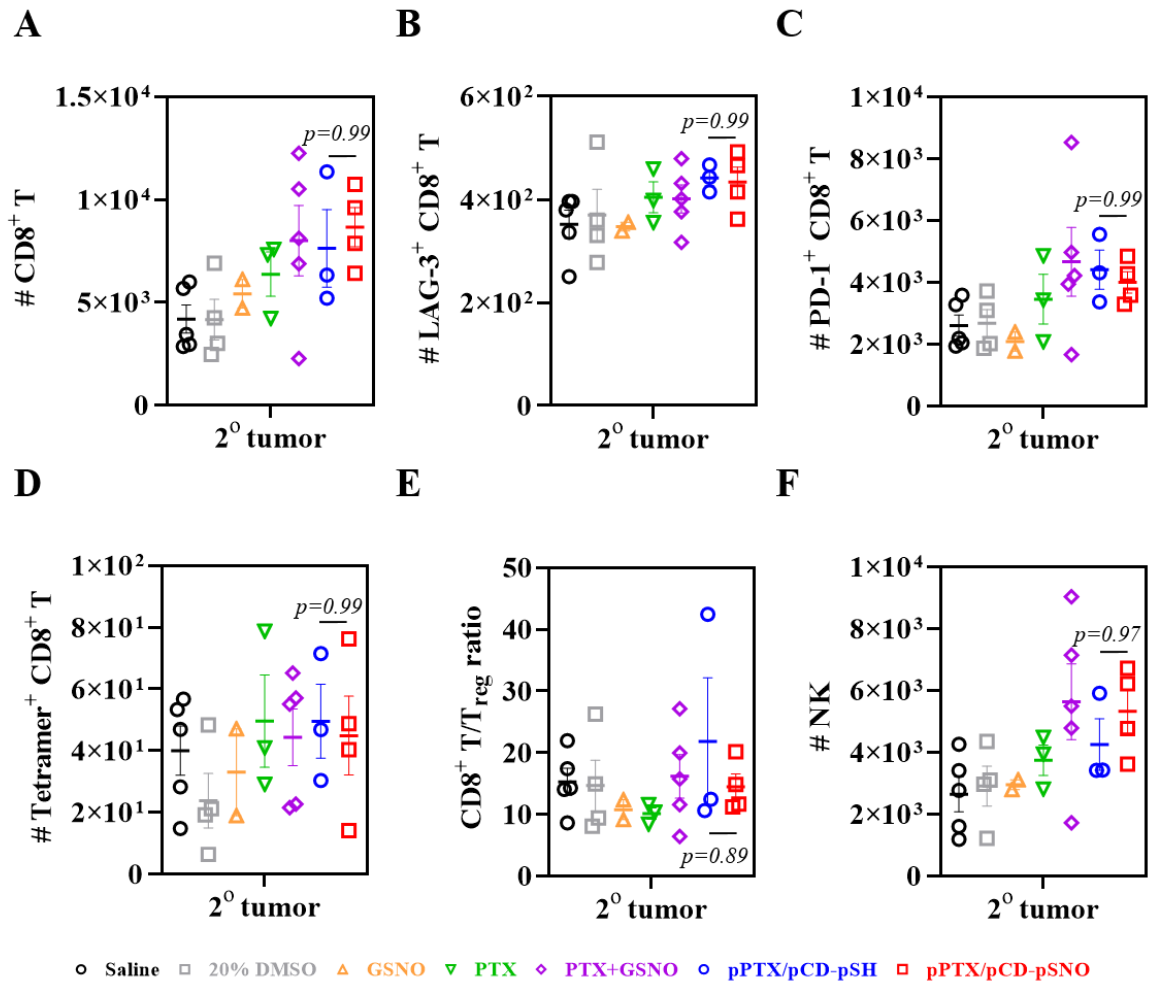 A
B
C
# CD8⁺ T
1.5×10⁴
1×10⁴
5×10³
0
p=0.99
2° tumor
# LAG-3⁺ CD8⁺ T
6×10²
4×10²
2×10²
0
p=0.99
2° tumor
# PD-1⁺ CD8⁺ T
1×10⁴
8×10³
6×10³
4×10³
2×10³
0
p=0.99
2° tumor
D
E
F
#Tetramer⁺ CD8⁺ T
1×10²
8×10¹
6×10¹
4×10¹
2×10¹
0
p=0.99
2° tumor
CD8⁺ T/Treg ratio
50
40
30
20
10
0
p=0.89
2° tumor
# NK
1×10⁴
8×10³
6×10³
4×10³
2×10³
0
p=0.97
2° tumor
Saline 20% DMSO GSNO PTX PTX+GSNO pPTX/pCD-pSH pPTX/pCD-pSNO